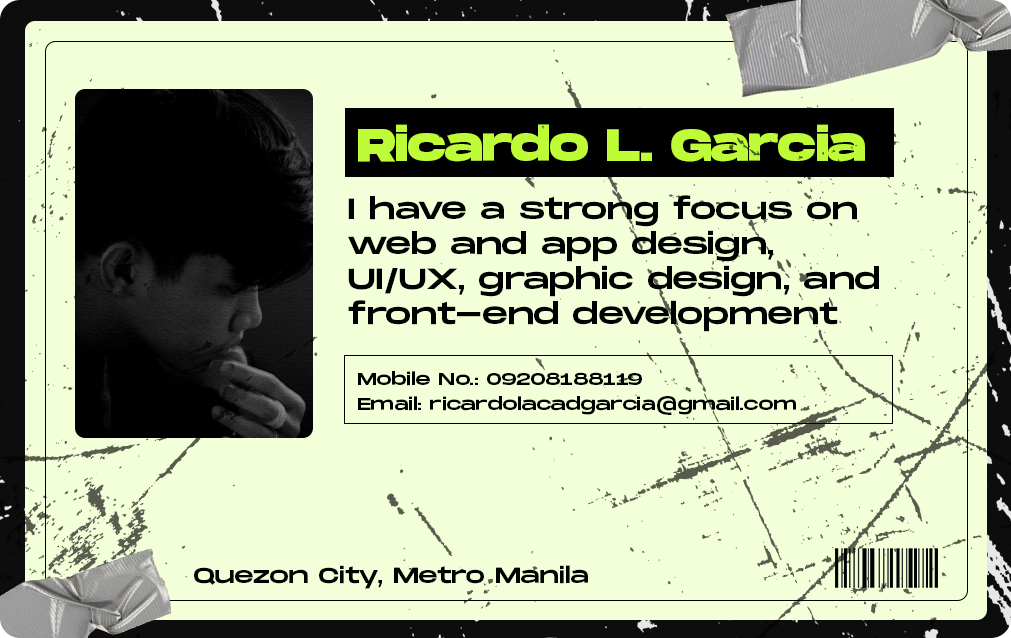 Ricardo L. Garcia
I have a strong focus on
web and app design,
UI/UX, graphic design, and
front-end development
Mobile No.: 09208188119
Email: ricardolacadgarcia@gmail.com
Quezon City, Metro Manila